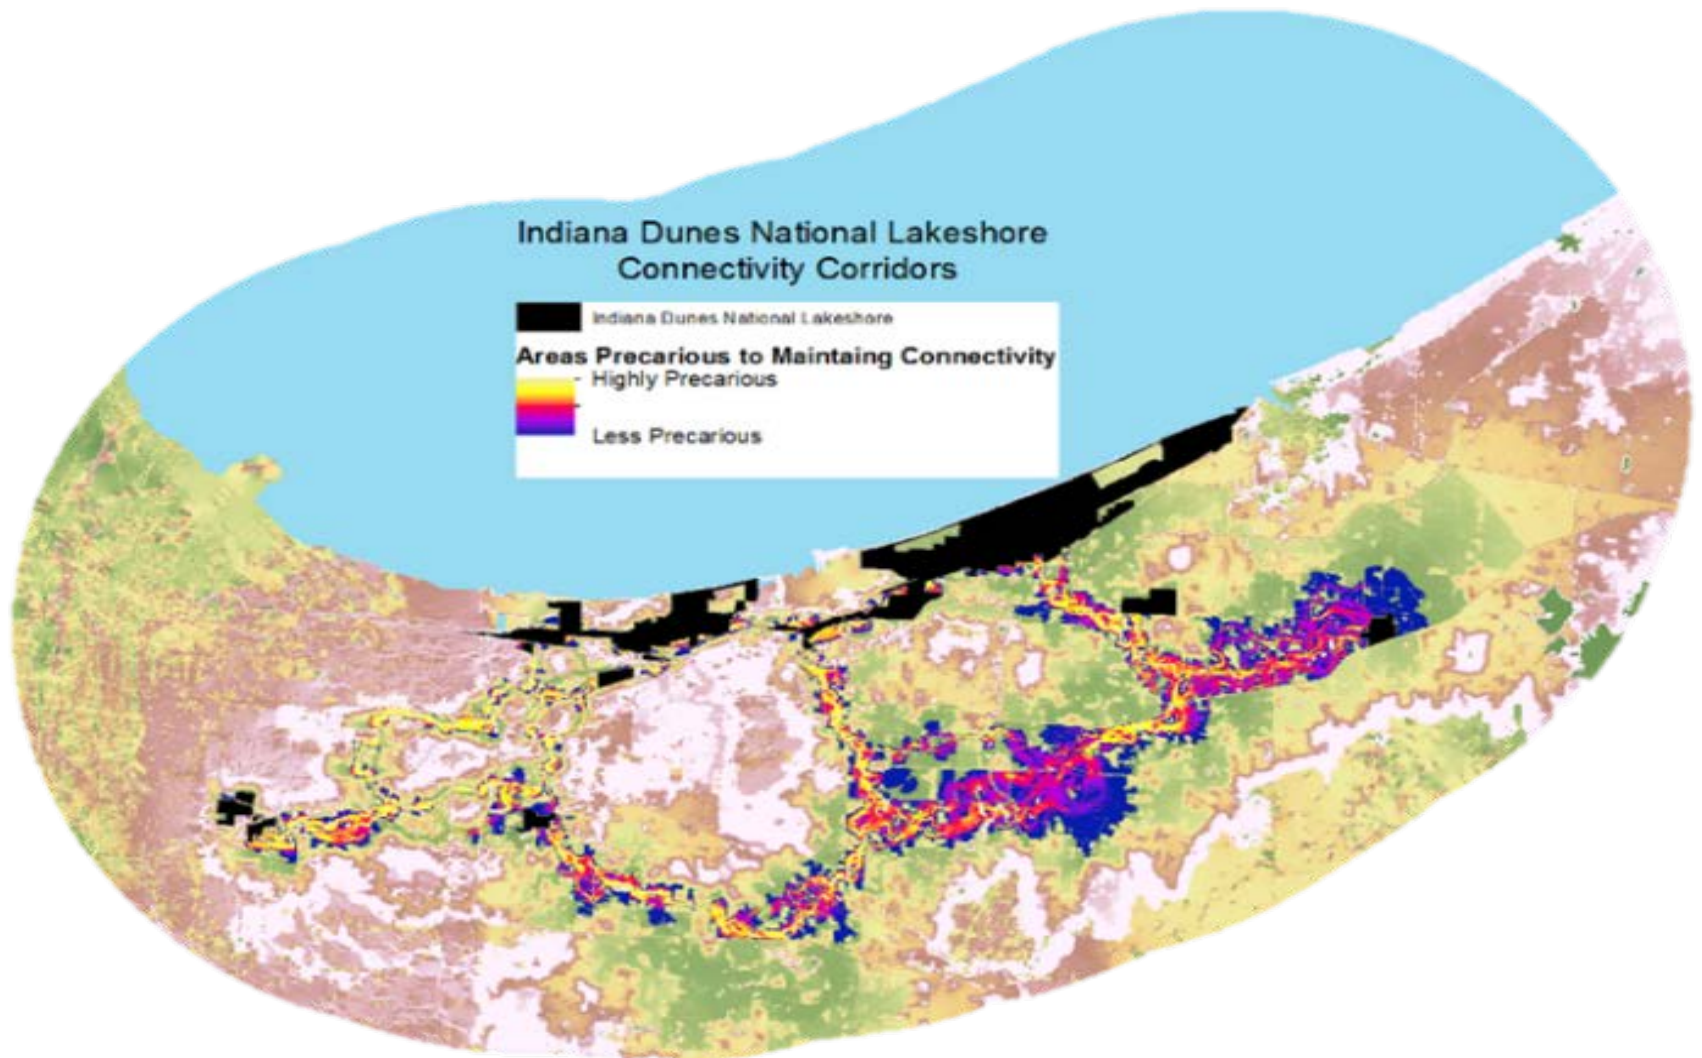 Indiana Dunes National Lakeshore
Connectivity Corridors
Indiana Dunes National Lakeshore
Areas Precarious to Maintaing Connectivity
Highly Precarious
Less Precarious